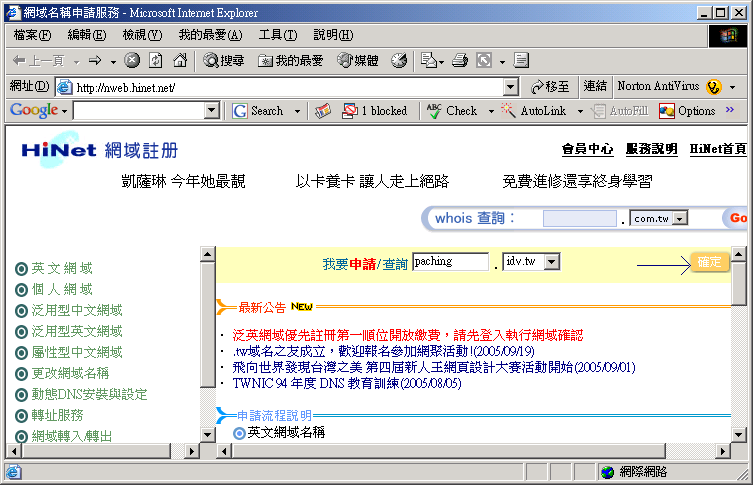 網域名稱申請服務 - Microsoft Internet Explorer
檔案(F) 編輯(E) 檢視(V) 我的最愛(A) 工具(T) 說明(H)
上一頁 搜尋 我的最愛 媒體
網址(D) http://nweb.hinet.net/ 移至 連結 Norton AntiVirus
Google Search 1 blocked ABC Check AutoLink AutoFill Options »
HiNet 網域註册
會員中心 服務說明 HiNet首頁
凱薩琳 今年她最靚 以卡養卡 讓人走上絕路 免費進修還享終身學習
whois 查詢： . com.tw Go
我要申請/查詢 paching . idv.tw 確定
英文網域
個人網域
泛用型中文網域
泛用型英文網域
屬性型中文網域
更改網域名稱
動態DNS安裝與設定
轉址服務
網域轉入/轉出
最新公告 NEW
· 泛英網域優先註冊第一順位開放繳費，請先登入執行網域確認
· .tw域名之友成立，歡迎報名參加網聚活動!(2005/09/19)
· 飛向世界發現台灣之美 第四屆新人王網頁設計大賽活動開始(2005/09/01)
· TWNIC 94 年度 DNS 教育訓練(2005/08/05)
申請流程說明
英文網域名稱
網際網路